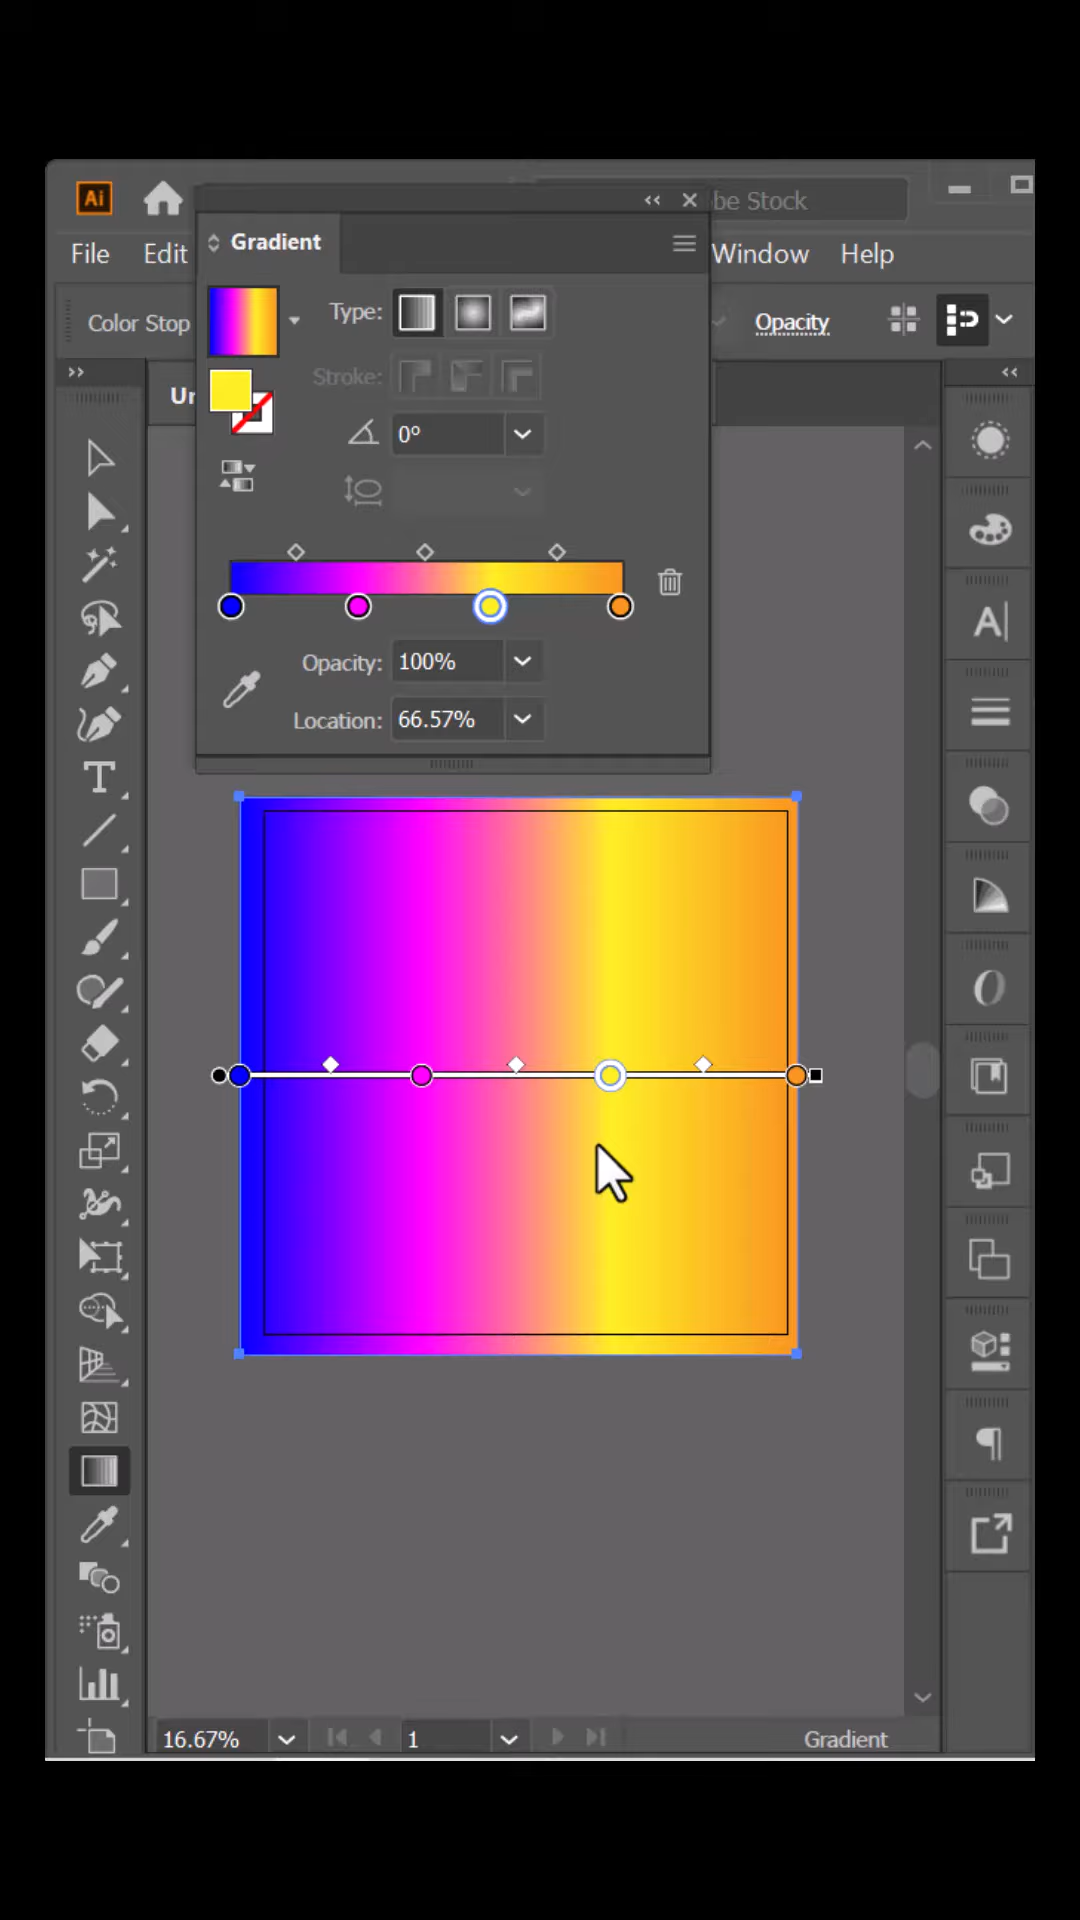 Ai
be Stock
File Edit Window Help
Gradient
Type:
Color Stop
Opacity
Stroke:
Ur
0°
Opacity: 100%
Location: 66.57%
16.67% 1 Gradient